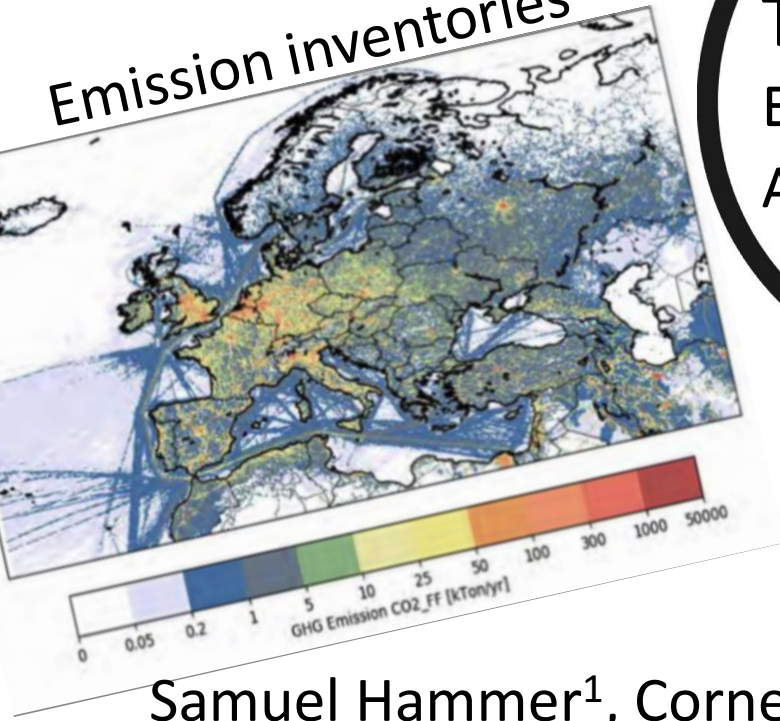 Emission inventories
0 0.05 0.2 1 5 10 25 50 100 300 1000 50000
GHG Emission CO2_FF [kTon/yr]
Samuel Hammer¹, Corne